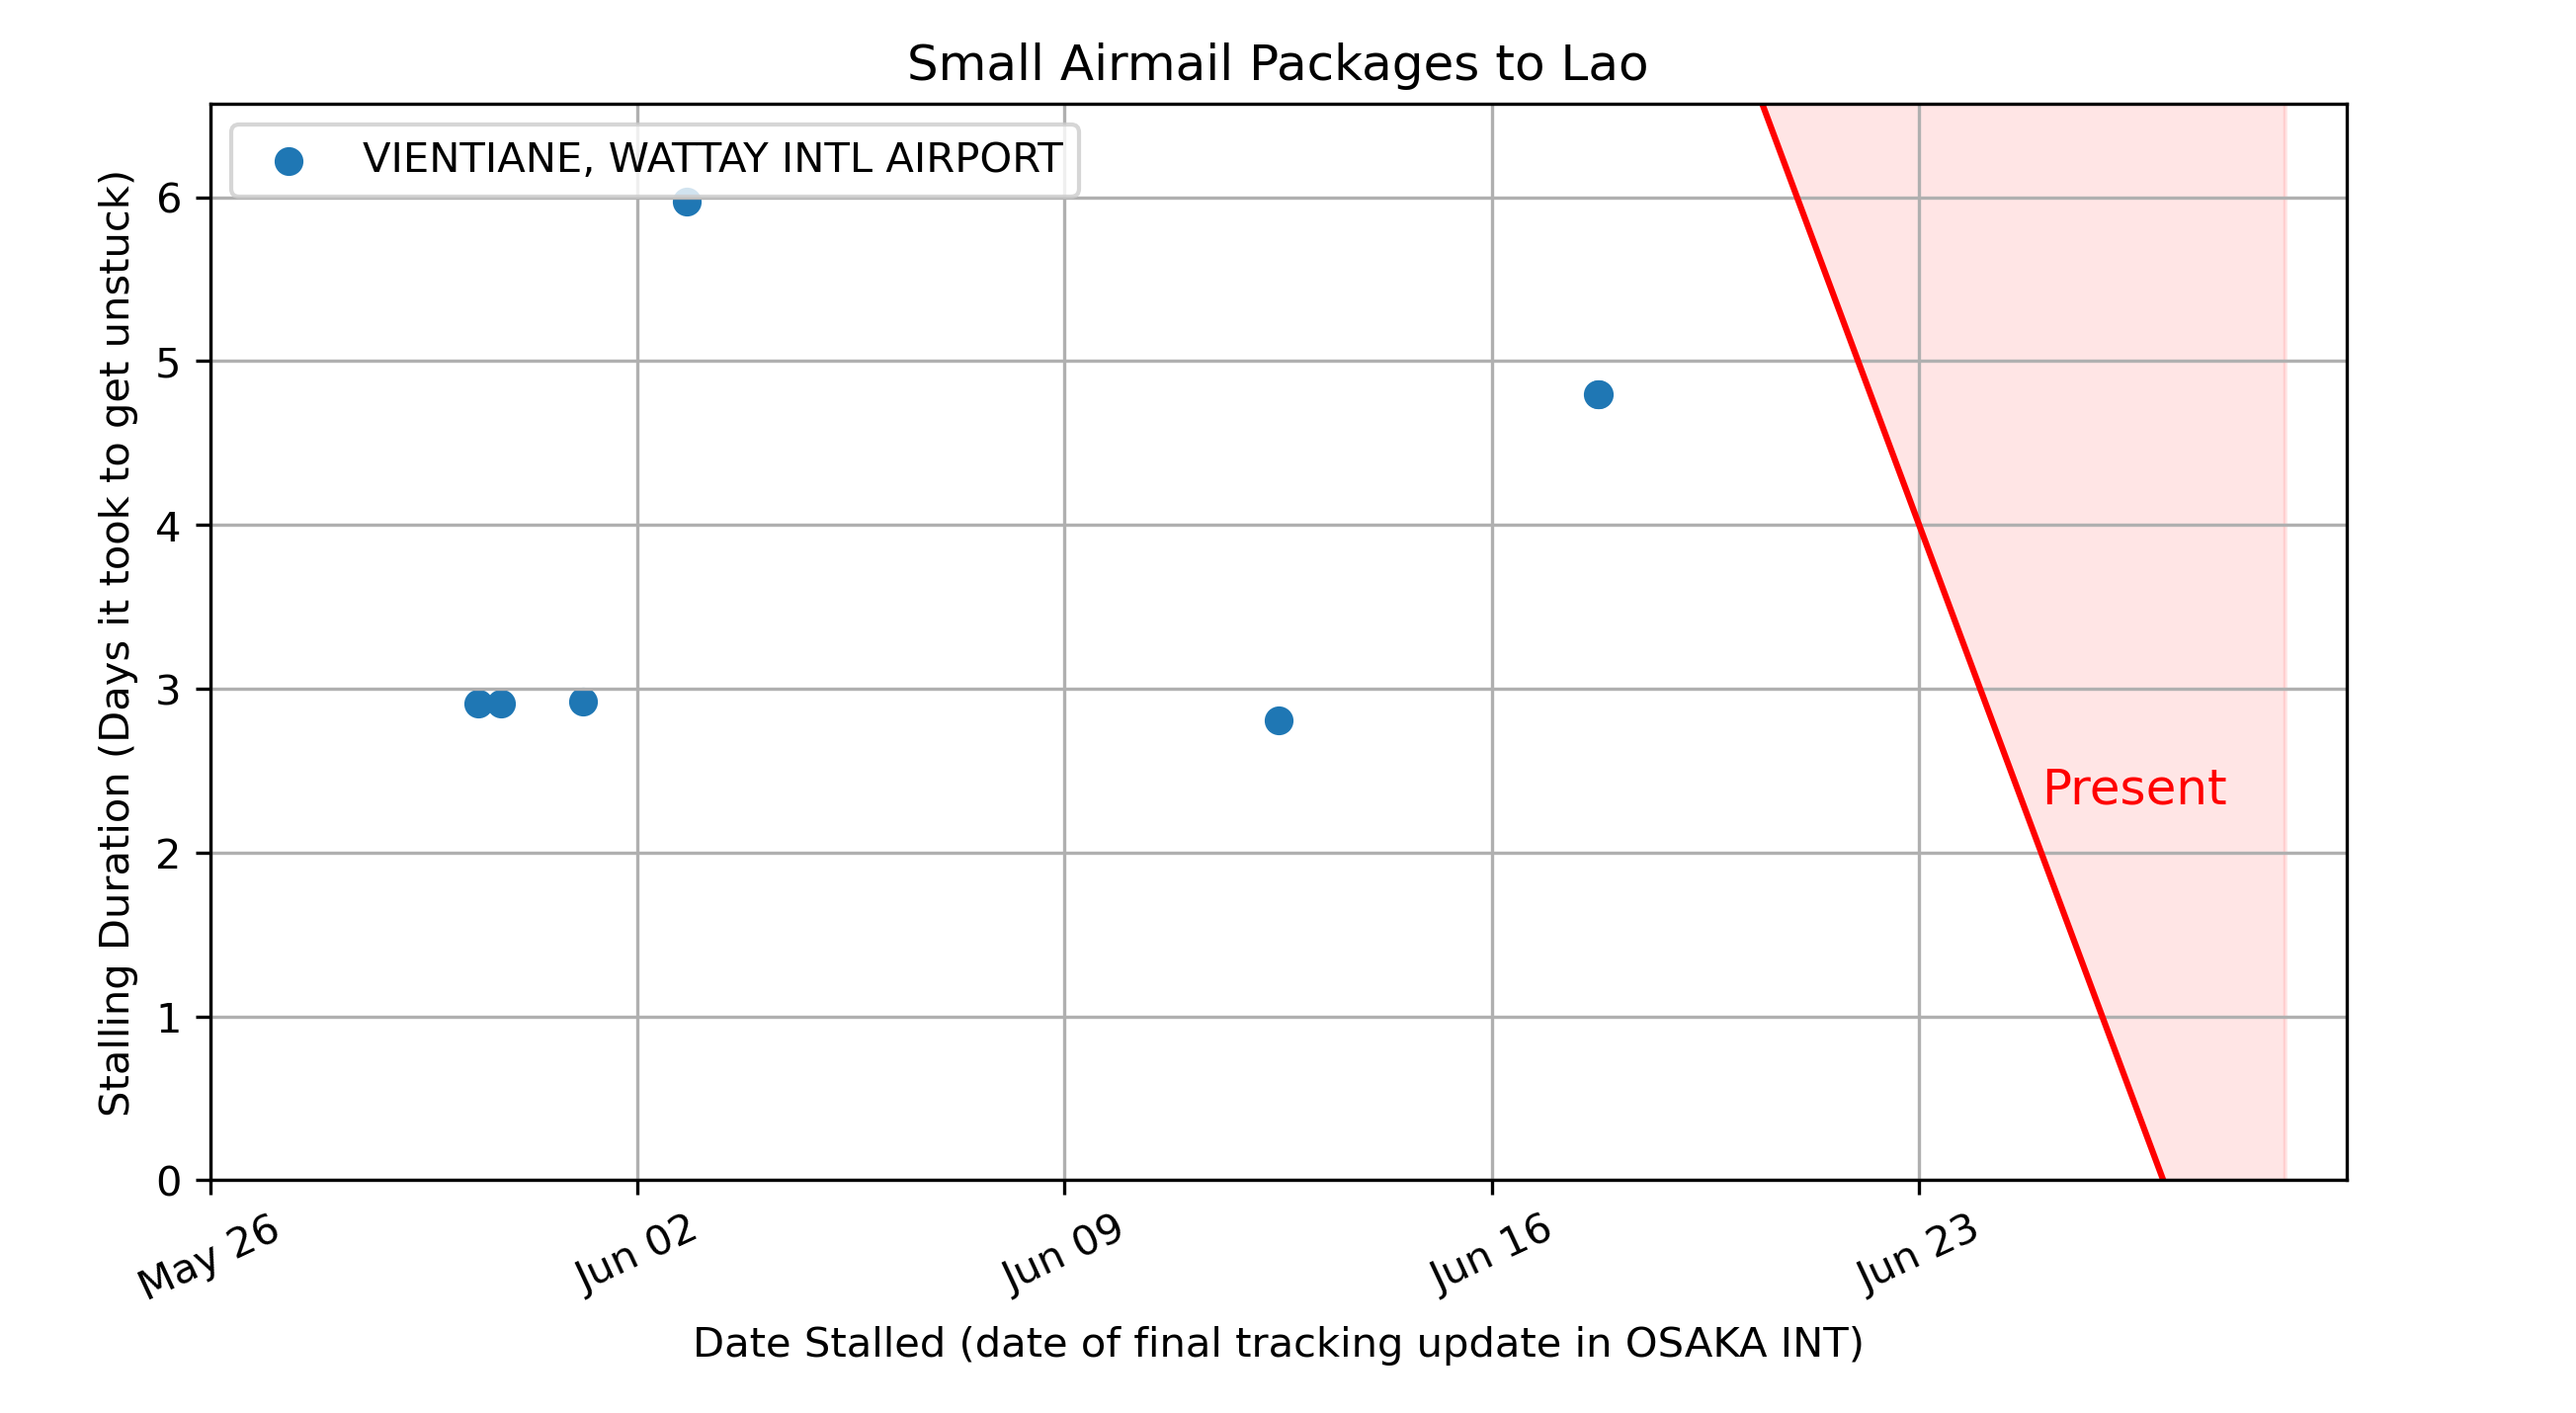 Small Airmail Packages to Lao
VIENTIANE, WATTAY INTL AIRPORT
Stalling Duration (Days it took to get unstuck)
6
5
4
3
2
1
0
Present
May 26
Jun 02
Jun 09
Jun 16
Jun 23
Date Stalled (date of final tracking update in OSAKA INT)